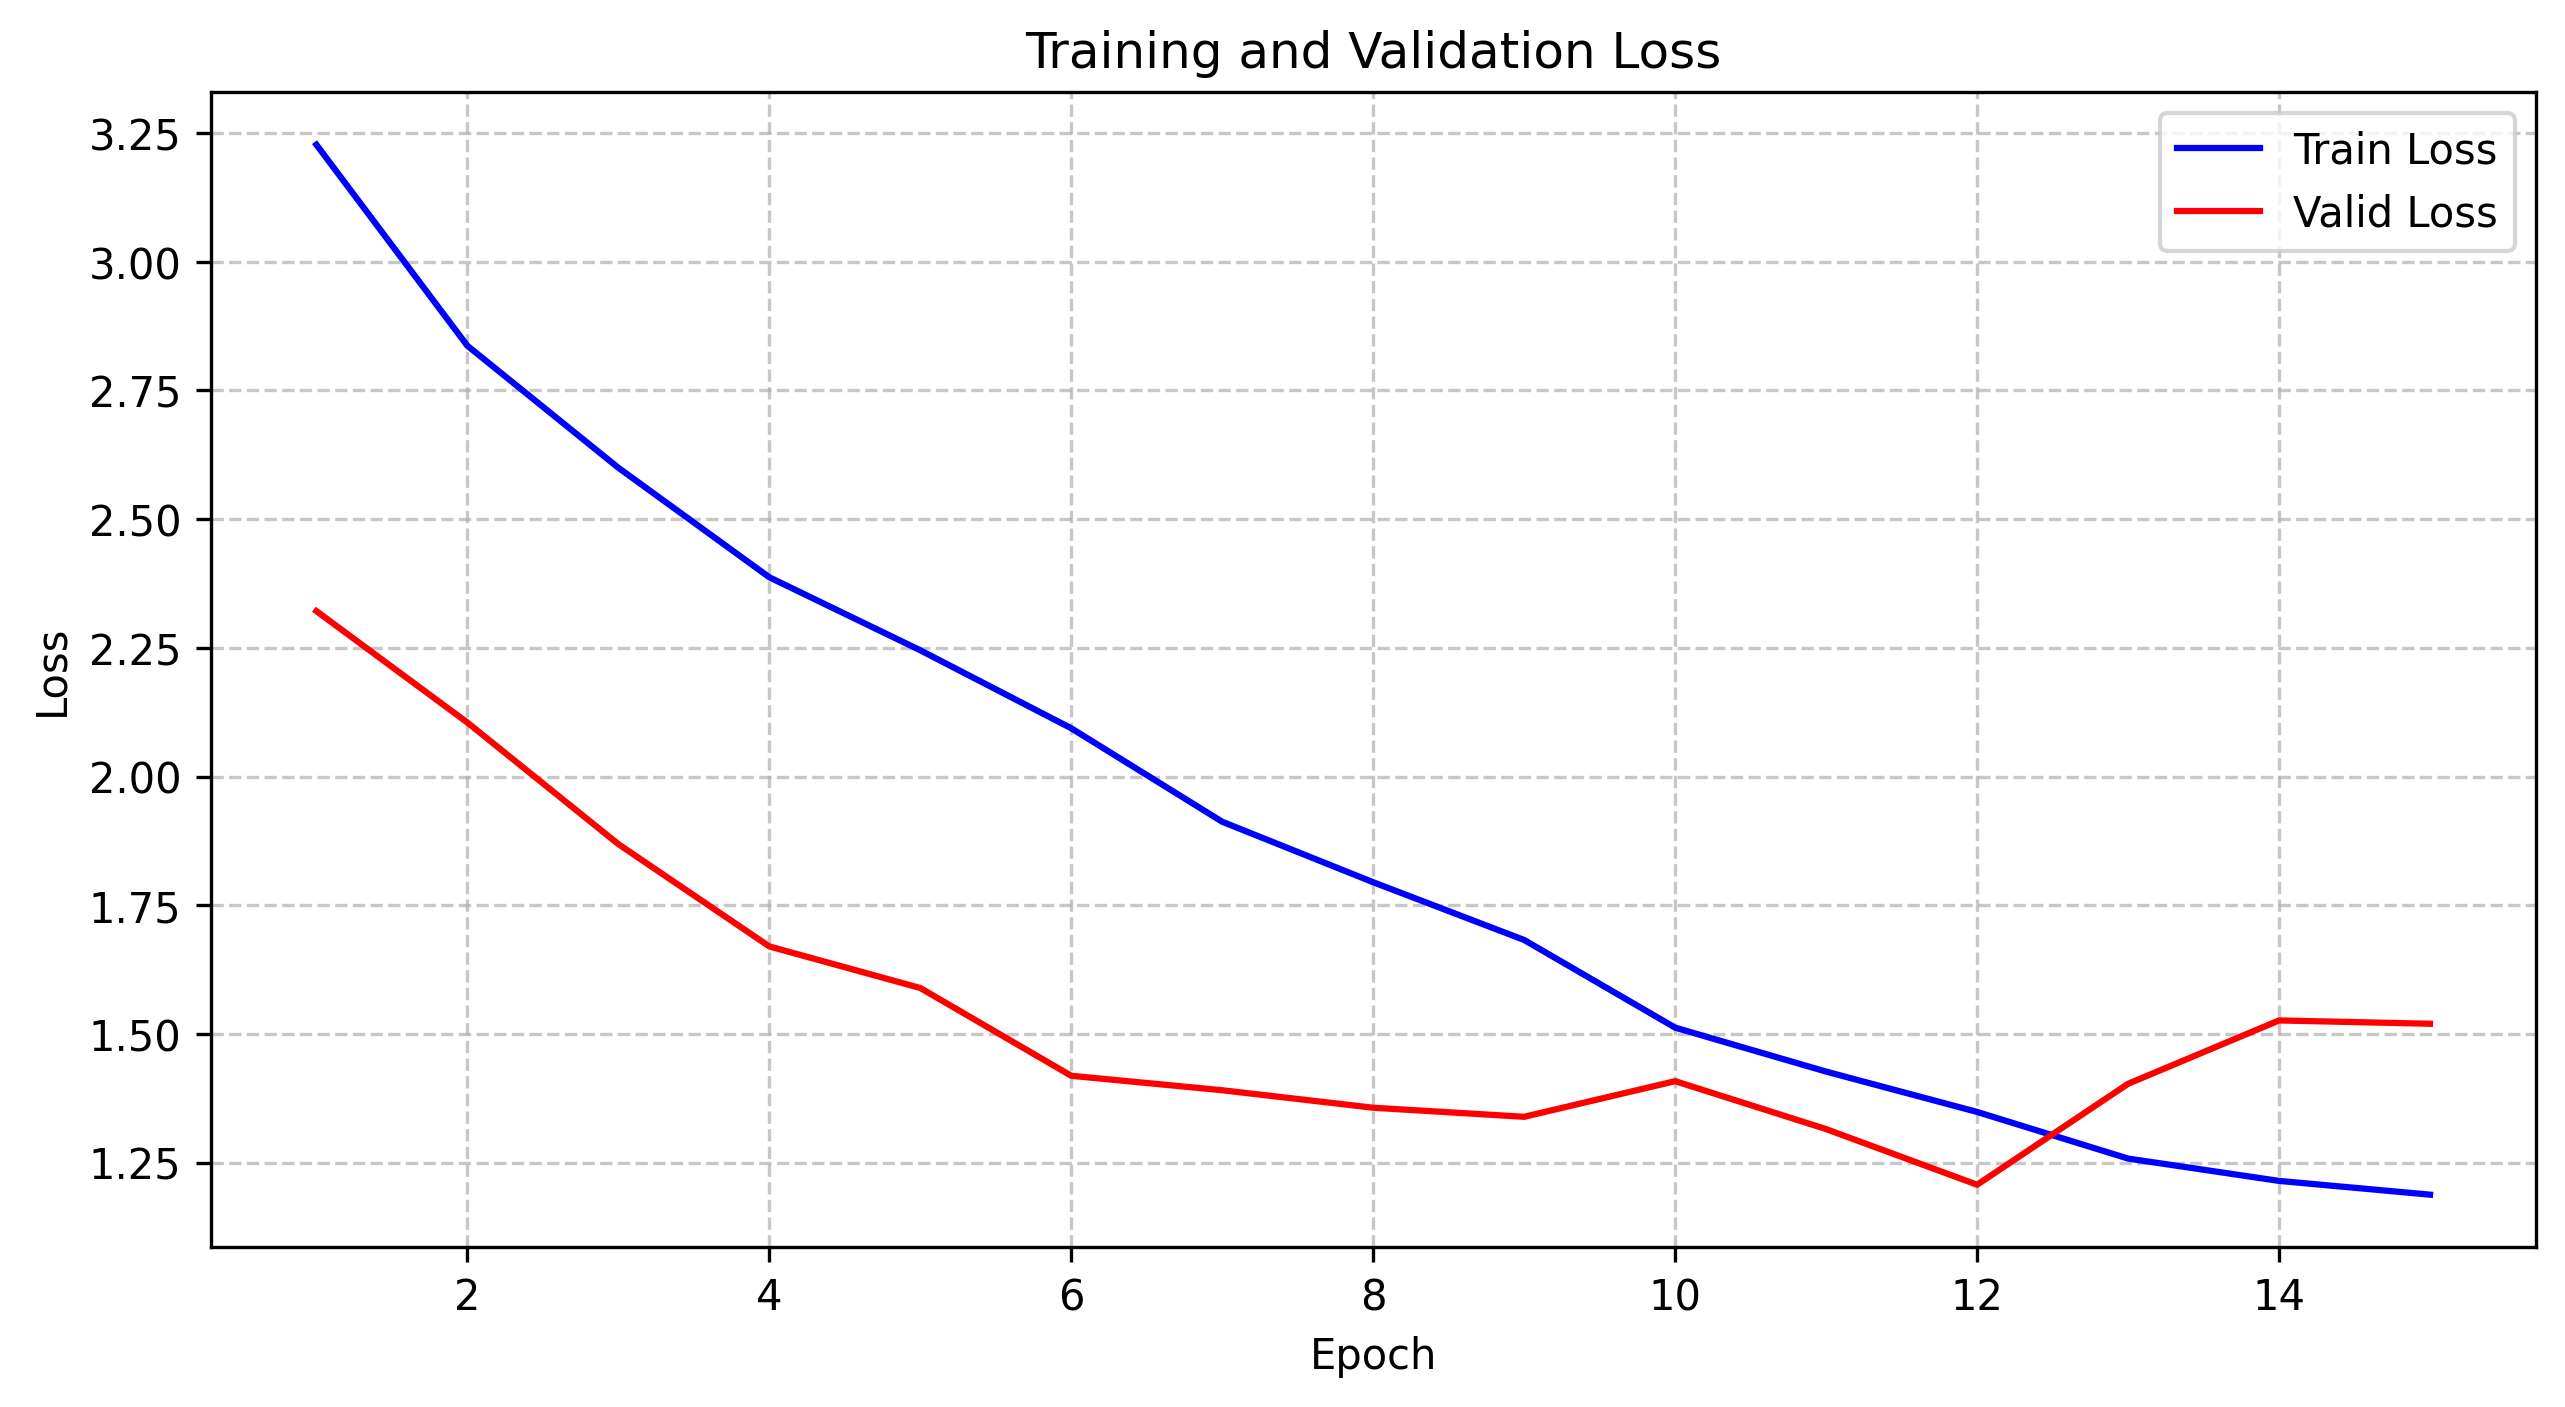 Training and Validation Loss
3.25
3.00
2.75
2.50
2.25
2.00
1.75
1.50
1.25
Loss
Train Loss
Valid Loss
2 4 6 8 10 12 14
Epoch